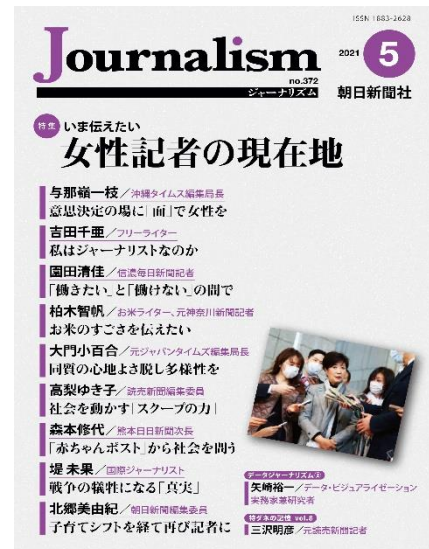 ISSN 1883-2628
Journalism
no.372
ジャーナリズム
2021 5
朝日新聞社
特集 いま伝えたい
女性記者の現在地
与那嶺一枝／沖縄タイムス編集局長
意思決定の場に「面」で女性を
吉田千亜／フリーライター
私はジャーナリストなのか
園田清佳／信濃毎日新聞記者
「働きたい」と「働けない」の間で
柏木智帆／お米ライター、元神奈川新聞記者
お米のすごさを伝えたい
大門小百合／元ジャパンタイムズ編集局長
同質の心地よさ脱し多様性を
高梨ゆき子／読売新聞編集委員
社会を動かす「スクープの力」
森本修代／熊本日日新聞次長
「赤ちゃんポスト」から社会を問う
堤 未果／国際ジャーナリスト
戦争の犠牲になる「真実」
北郷美由紀／朝日新聞編集委員
子育てシフトを経て再び記者に
データジャーナリズム
矢崎裕一／データ・ビジュアライゼーション
実務家兼研究者
特ダネの記憶 vol.8
三沢明彦／元読売新聞記者